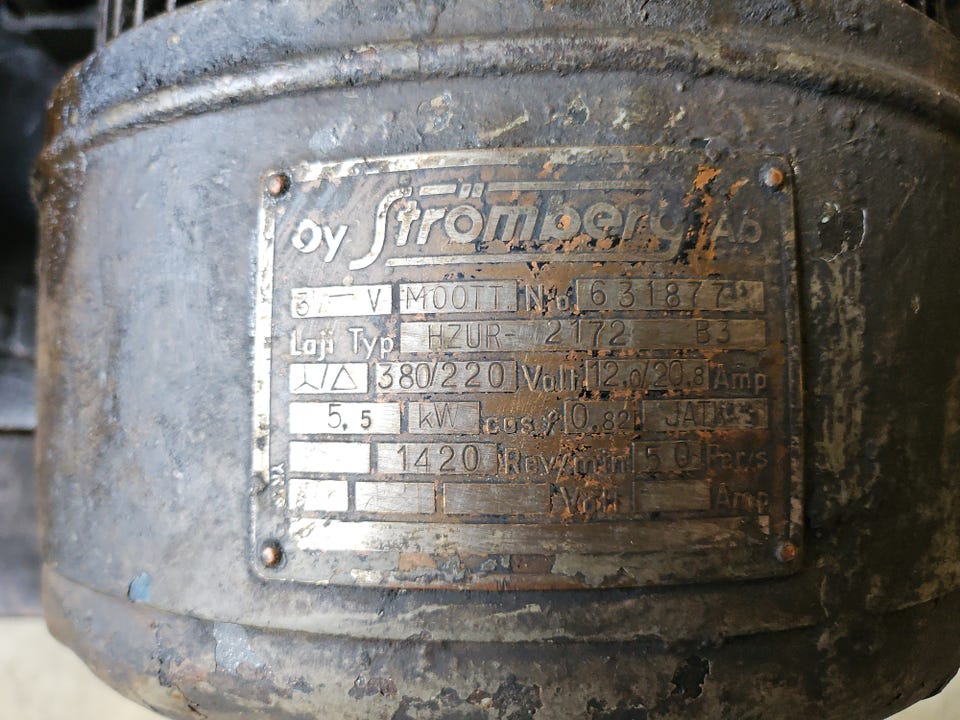 Oy Strömberg Ab
3/― V MOOTT No 631877
Laji Typ HZUR- 2172 B3
Y/△ 380/220 Volt 12.0/20.8 Amp
5,5 kW cos φ 0.82
1420 Rev/min 50 Per/s
Volt Amp